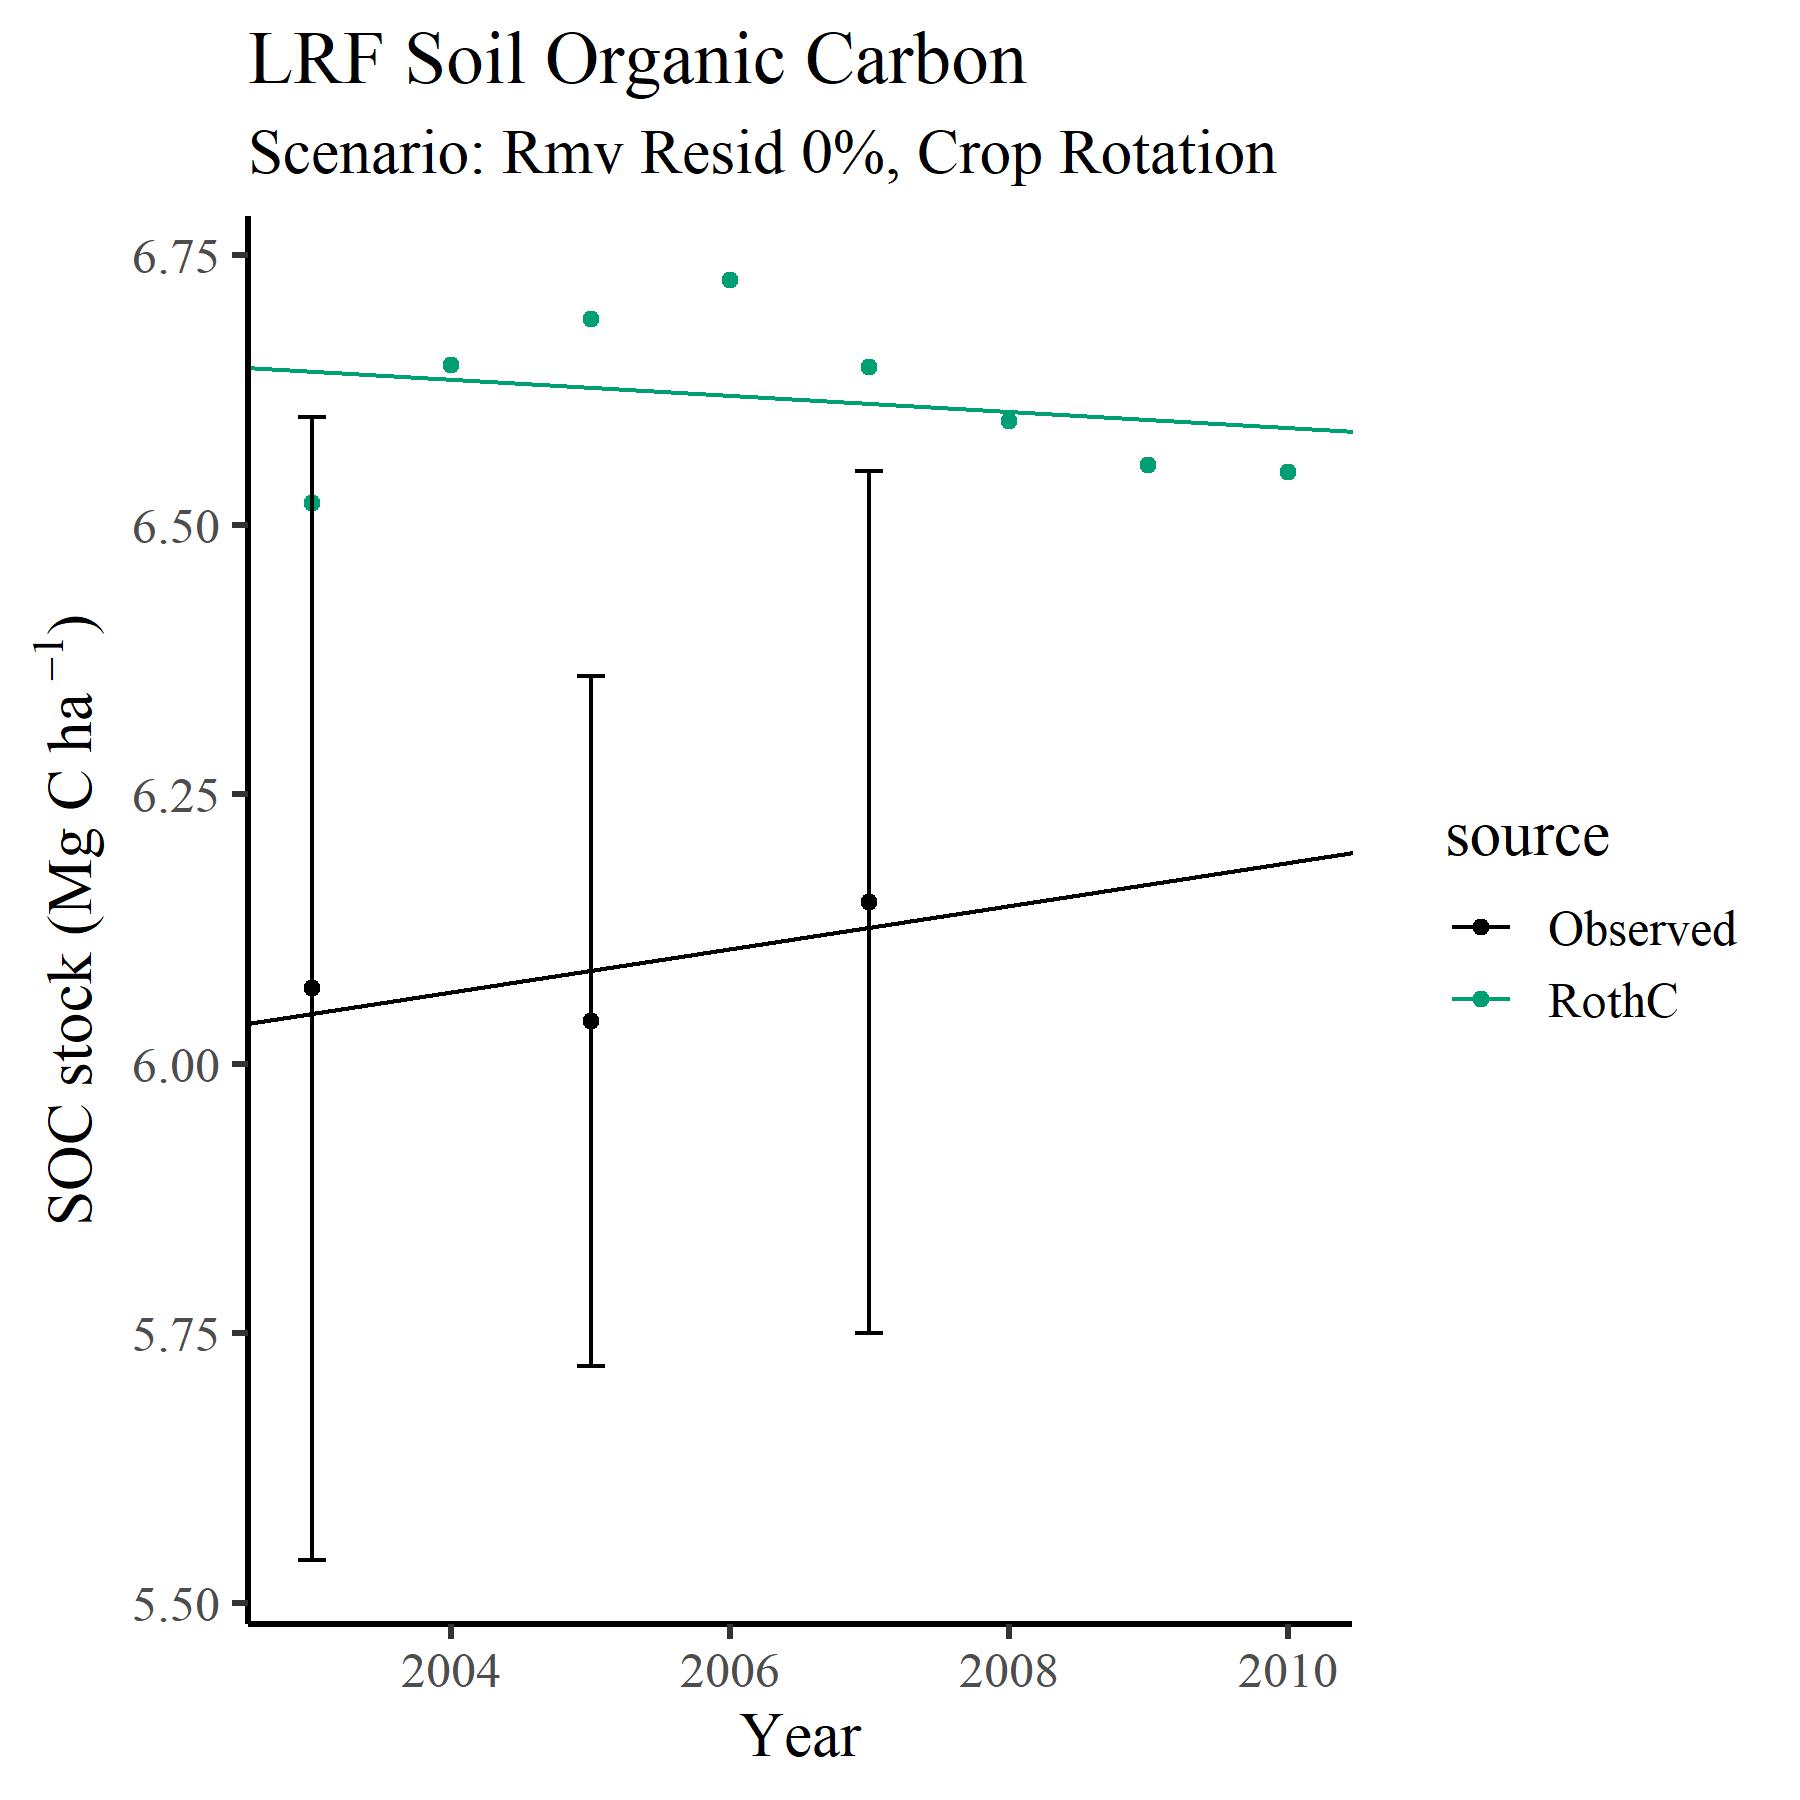 LRF Soil Organic Carbon
Scenario: Rmv Resid 0%, Crop Rotation
6.75
6.50
6.25
6.00
5.75
5.50
SOC stock (Mg C ha −1)
2004 2006 2008 2010
Year
source
Observed
RothC